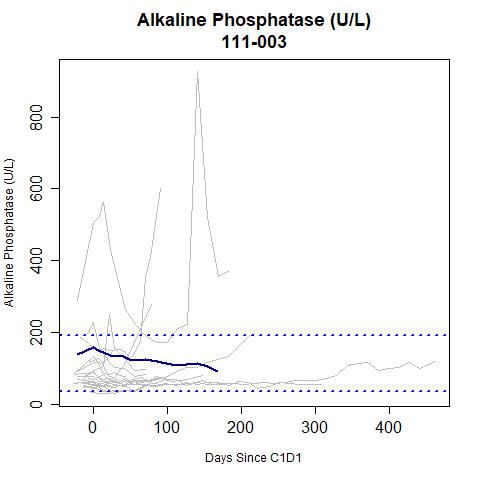 Alkaline Phosphatase (U/L)
111-003
Alkaline Phosphatase (U/L)
800
600
400
200
0
0 100 200 300 400
Days Since C1D1